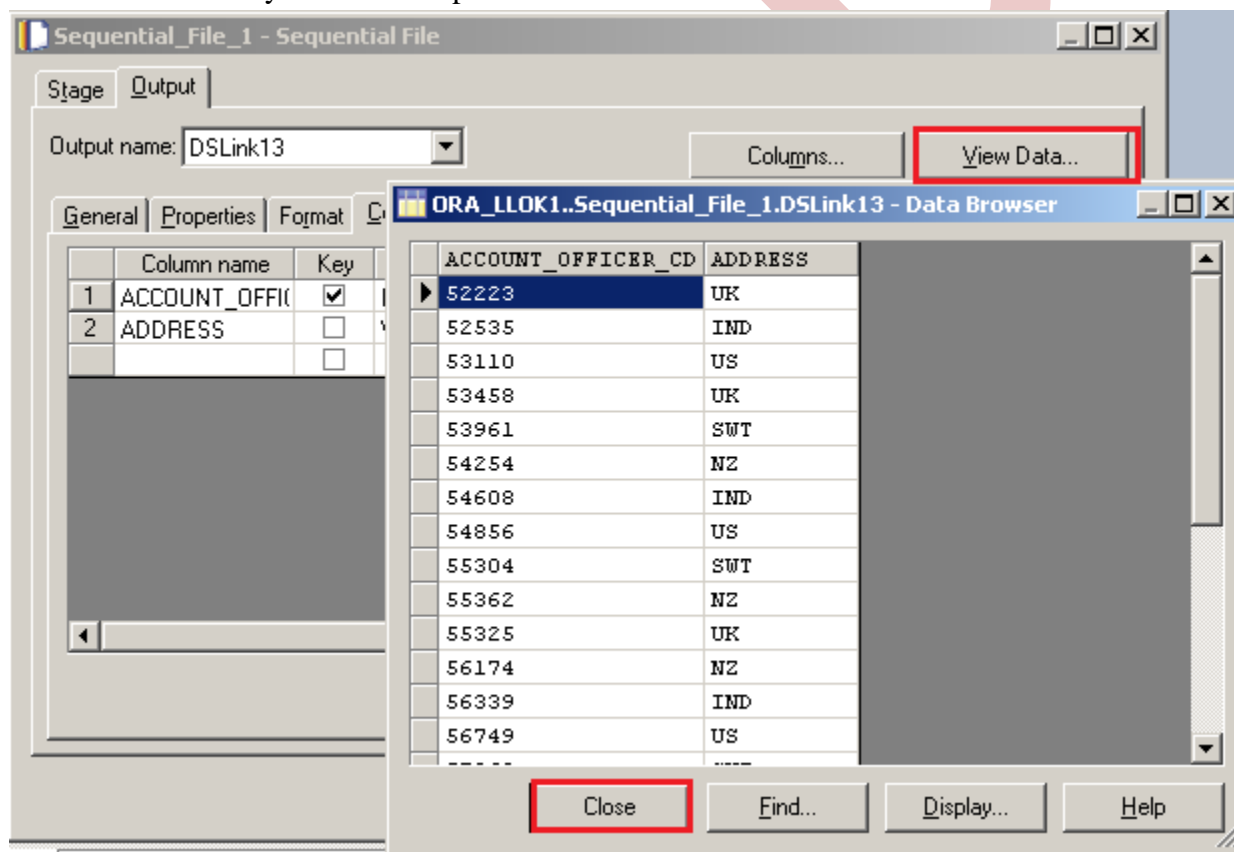 Sequential_File_1 - Sequential File
Stage Output
Output name: DSLink13 Columns... View Data...
General Properties Format
ORA_LLOK1..Sequential_File_1.DSLink13 - Data Browser
Column name Key
1 ACCOUNT_OFFI(
2 ADDRESS
ACCOUNT_OFFICER_CD ADDRESS
52223 UK
52535 IND
53110 US
53458 UK
53961 SWT
54254 NZ
54608 IND
54856 US
55304 SWT
55362 NZ
55325 UK
56174 NZ
56339 IND
56749 US
Close Find... Display... Help